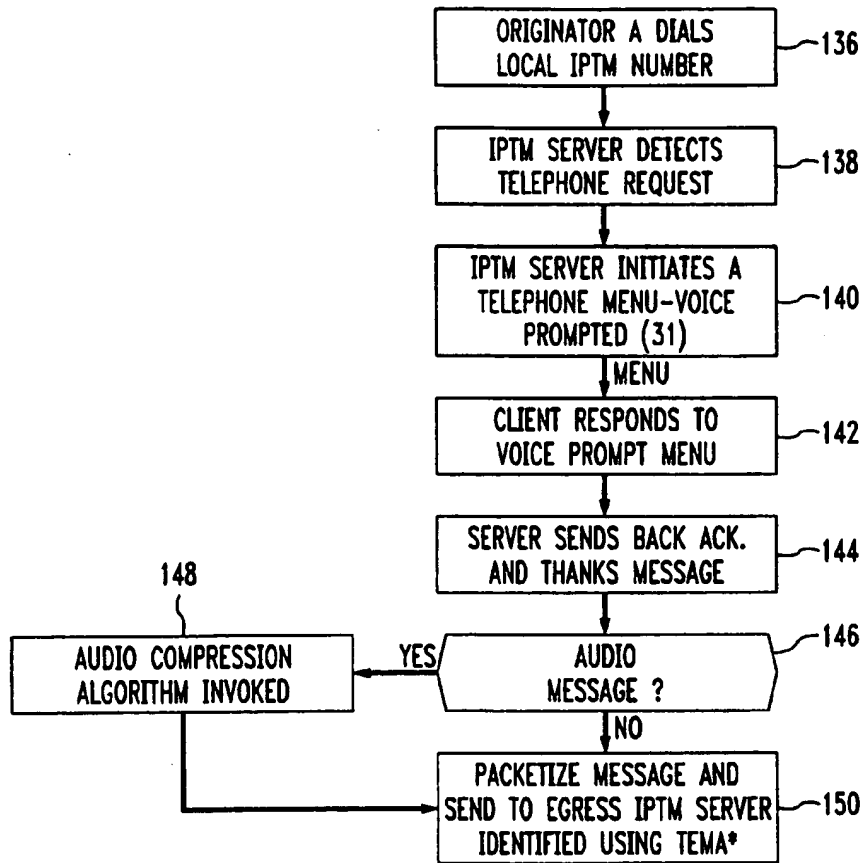 ORIGINATOR A DIALS
LOCAL IPTM NUMBER
136
IPTM SERVER DETECTS
TELEPHONE REQUEST
138
IPTM SERVER INITIATES A
TELEPHONE MENU-VOICE
PROMPTED (31)
140
MENU
CLIENT RESPONDS TO
VOICE PROMPT MENU
142
SERVER SENDS BACK ACK.
AND THANKS MESSAGE
144
148
AUDIO COMPRESSION
ALGORITHM INVOKED
YES
AUDIO
MESSAGE ?
146
NO
PACKETIZE MESSAGE AND
SEND TO EGRESS IPTM SERVER
IDENTIFIED USING TEMA*
150